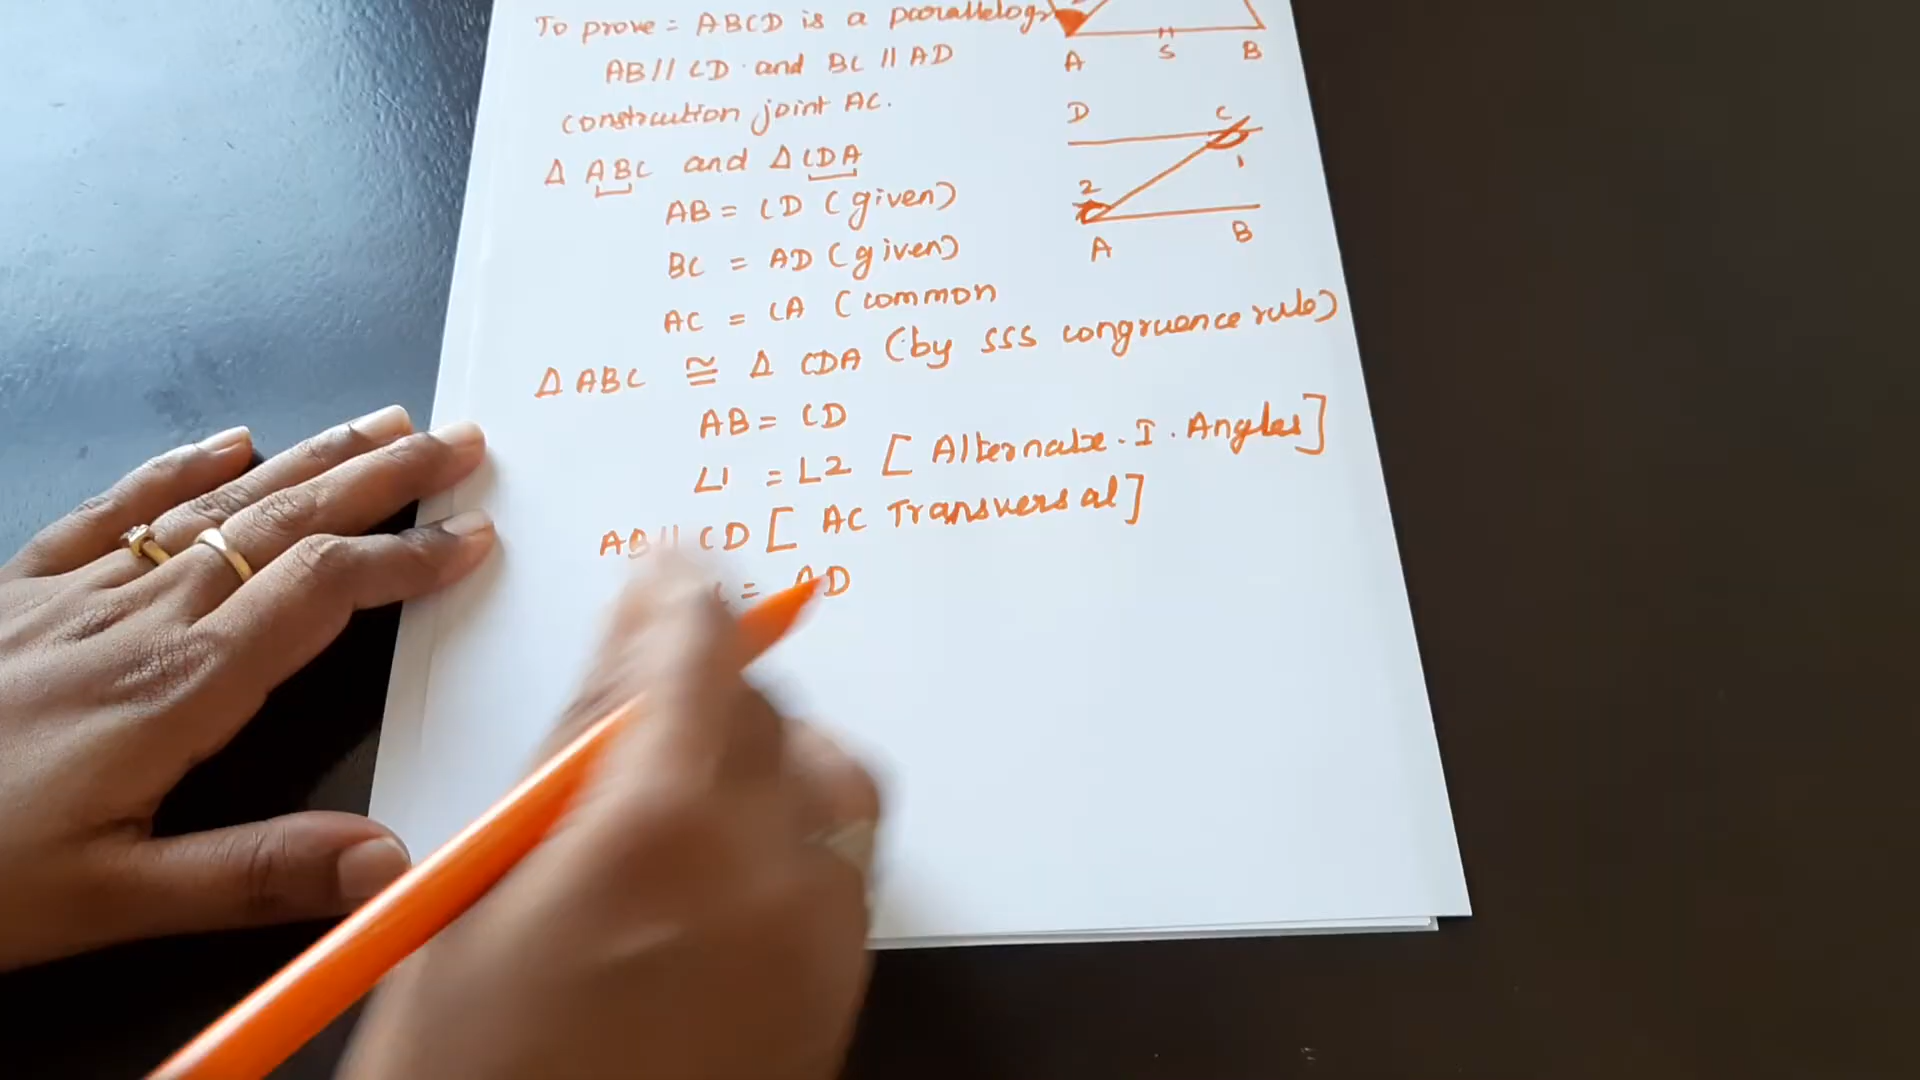 To prove = ABCD is a parallelog
A S B
AB // CD . and BC // AD
construction joint AC.
D C
Δ ABC and Δ CDA
1
2
AB = CD (given)
A B
BC = AD (given)
AC = CA (common
Δ ABC ≅ Δ CDA (by SSS congruence rule)
AB = CD
∠1 = ∠2 [ Alternate . I . Angles ]
AB // CD [ AC Transversal ]
= AD